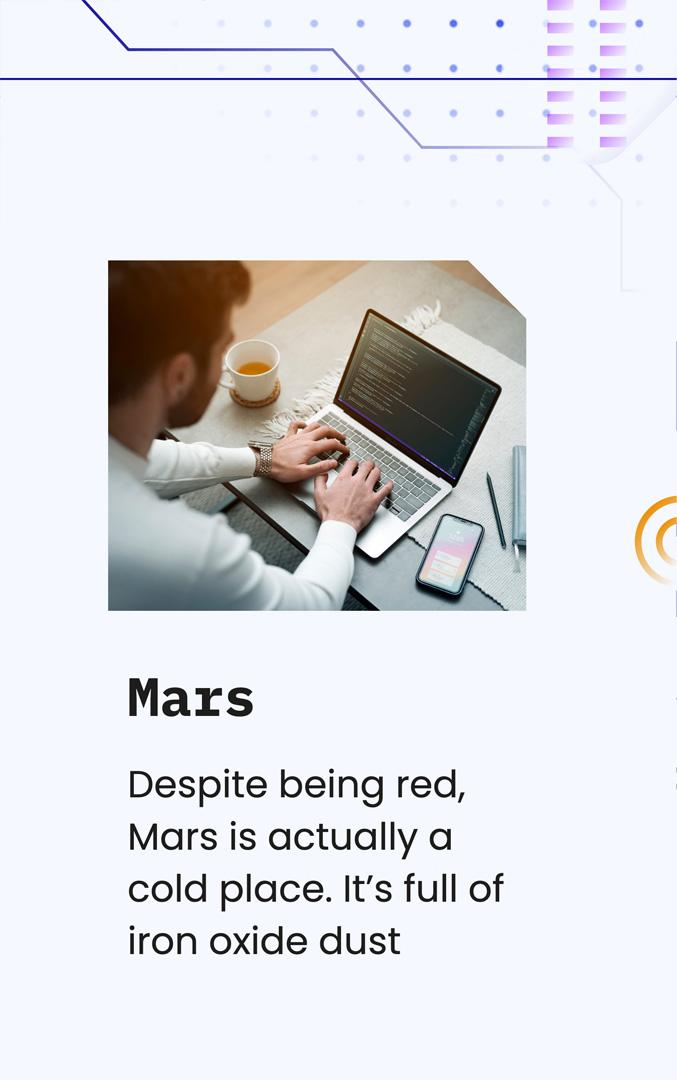 Mars
Despite being red,
Mars is actually a
cold place. It’s full of
iron oxide dust